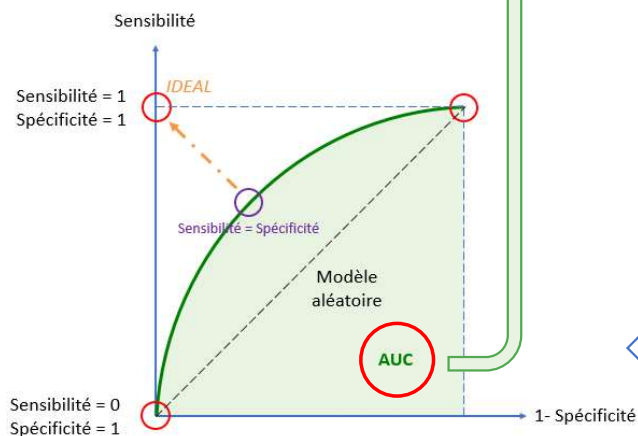 Sensibilité
IDEAL
Sensibilité = 1
Spécificité = 1
Sensibilité = Spécificité
Modèle
aléatoire
AUC
Sensibilité = 0
Spécificité = 1
1- Spécificité